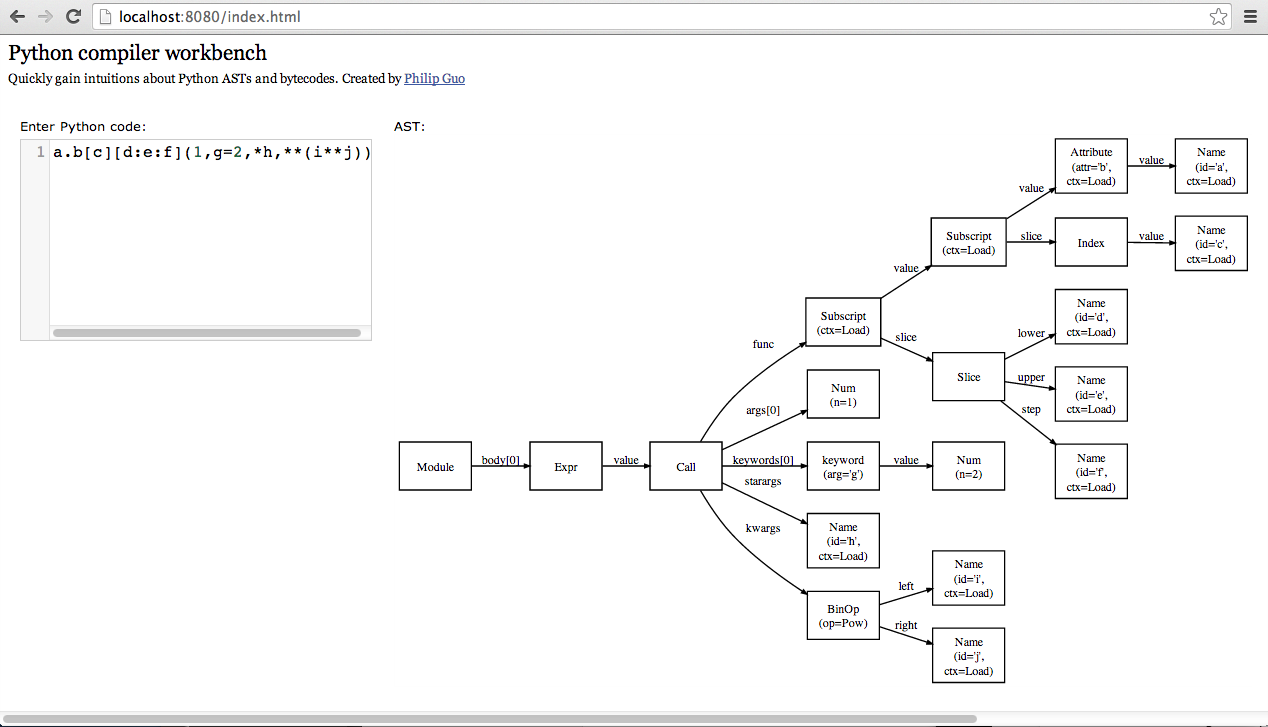 localhost:8080/index.html
Python compiler workbench
Quickly gain intuitions about Python ASTs and bytecodes. Created by Philip Guo
Enter Python code:
AST:
1 a.b[c][d:e:f](1,g=2,*h,**(i**j))
Module
body[0]
Expr
value
Call
func
Subscript
(ctx=Load)
value
Subscript
(ctx=Load)
value
Attribute
(attr='b',
ctx=Load)
value
Name
(id='a',
ctx=Load)
slice
Index
value
Name
(id='c',
ctx=Load)
slice
Slice
lower
Name
(id='d',
ctx=Load)
upper
Name
(id='e',
ctx=Load)
step
Name
(id='f',
ctx=Load)
args[0]
Num
(n=1)
keywords[0]
keyword
(arg='g')
value
Num
(n=2)
starargs
Name
(id='h',
ctx=Load)
kwargs
BinOp
(op=Pow)
left
Name
(id='i',
ctx=Load)
right
Name
(id='j',
ctx=Load)